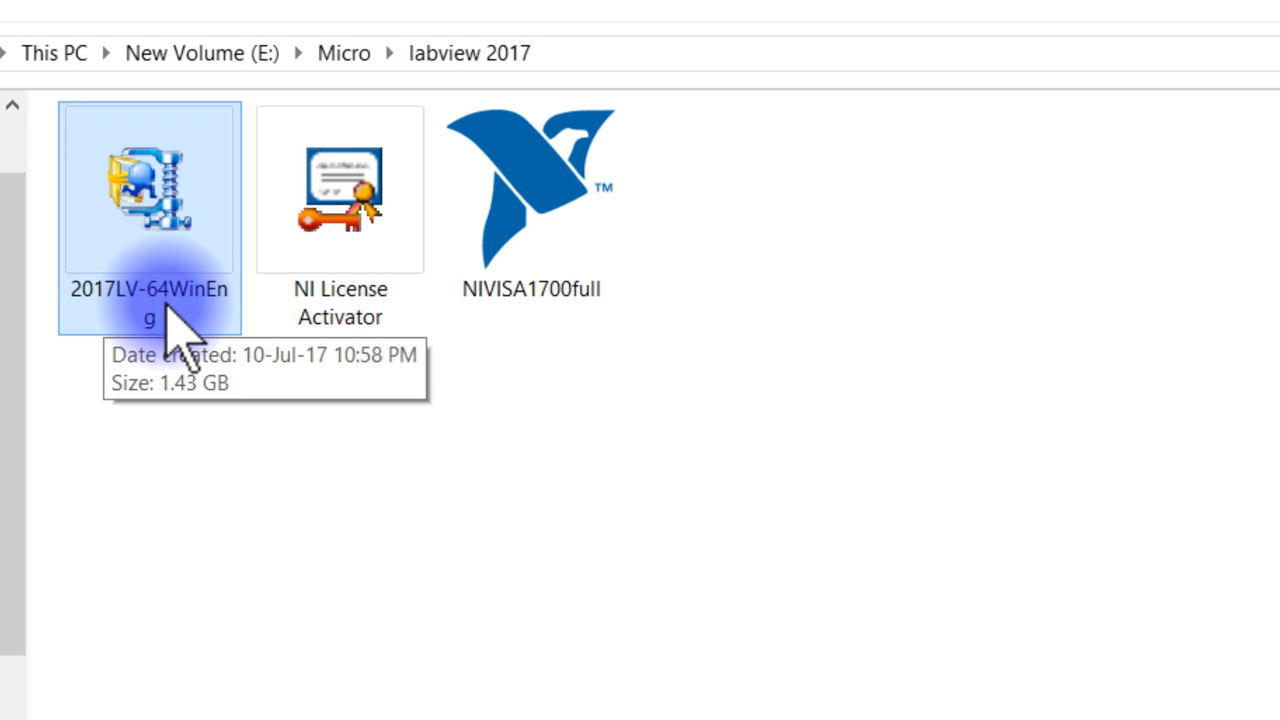 This PC
New Volume (E:)
Micro
labview 2017
2017LV-64WinEn
g
NI License
Activator
NIVISA1700full
TM
Date created: 10-Jul-17 10:58 PM
Size: 1.43 GB